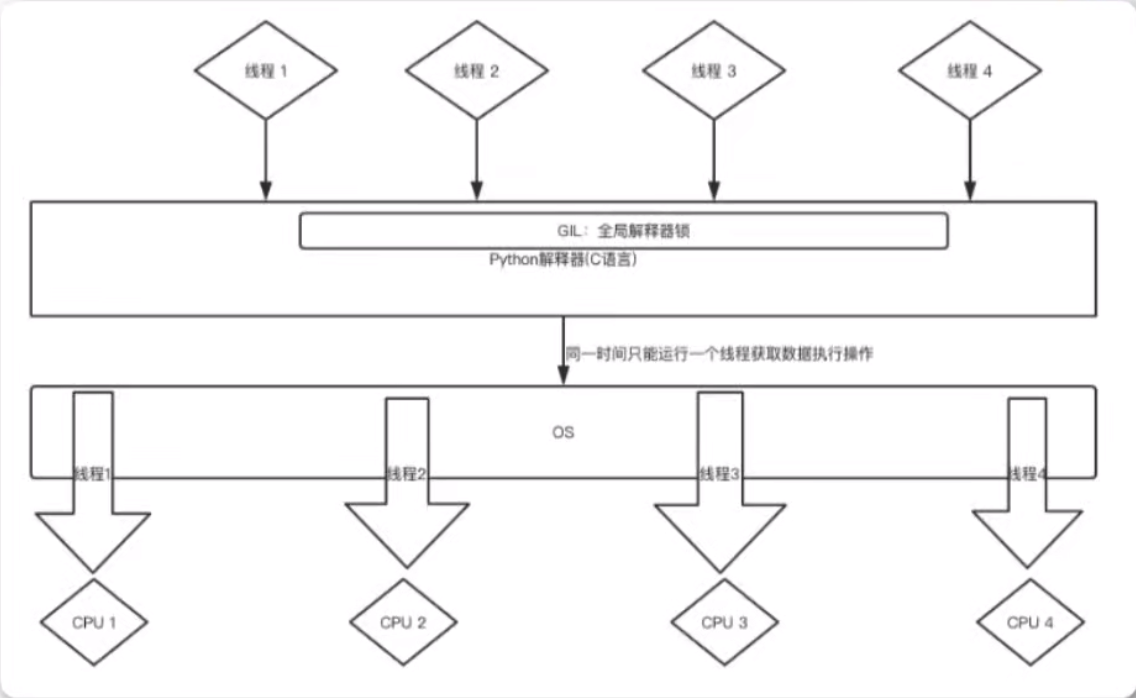 线程 1
线程 2
线程 3
线程 4
GIL：全局解释器锁
Python解释器(C语言)
同一时间只能运行一个线程获取数据执行操作
OS
线程1
线程2
线程3
线程4
CPU 1
CPU 2
CPU 3
CPU 4